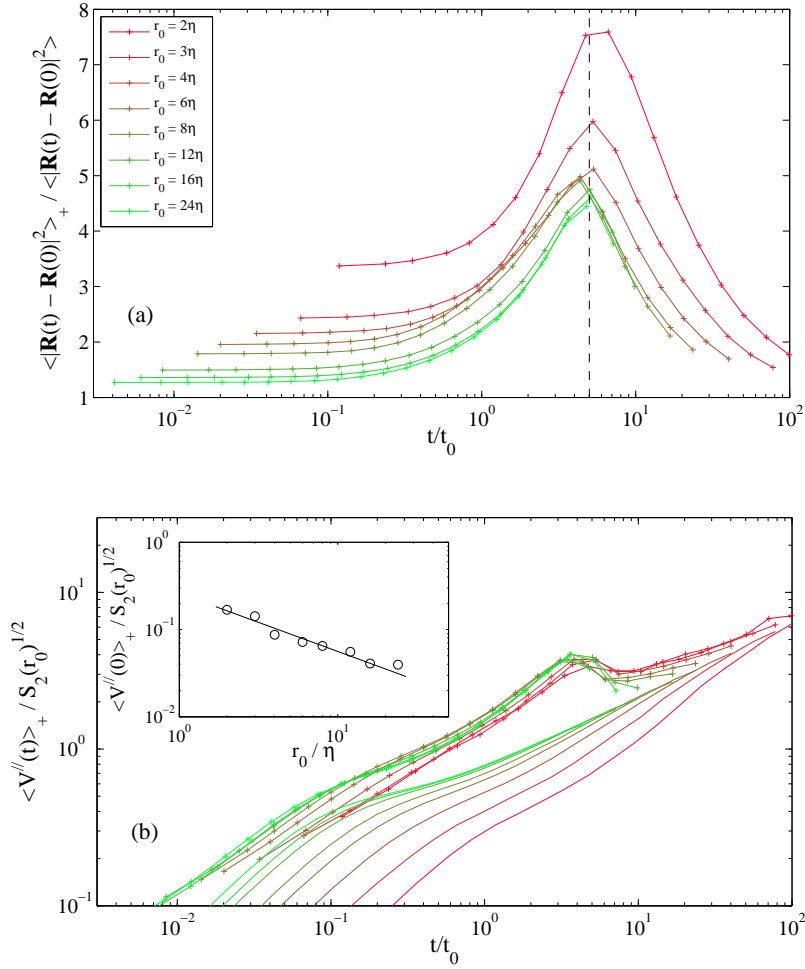 8
7
6
5
4
3
2
1
<|R(t) − R(0)|²>₊ / <|R(t) − R(0)|²>
r₀ = 2η
r₀ = 3η
r₀ = 4η
r₀ = 6η
r₀ = 8η
r₀ = 12η
r₀ = 16η
r₀ = 24η
(a)
10⁻² 10⁻¹ 10⁰ 10¹ 10²
t/t₀
<V^//(t)>₊ / S₂(r₀)^1/2
10¹
10⁰
10⁻¹
<V^//(0)>₊ / S₂(r₀)^1/2
10⁰
10⁻¹
10⁻²
10⁰ 10¹
r₀ / η
(b)
10⁻² 10⁻¹ 10⁰ 10¹ 10²
t/t₀